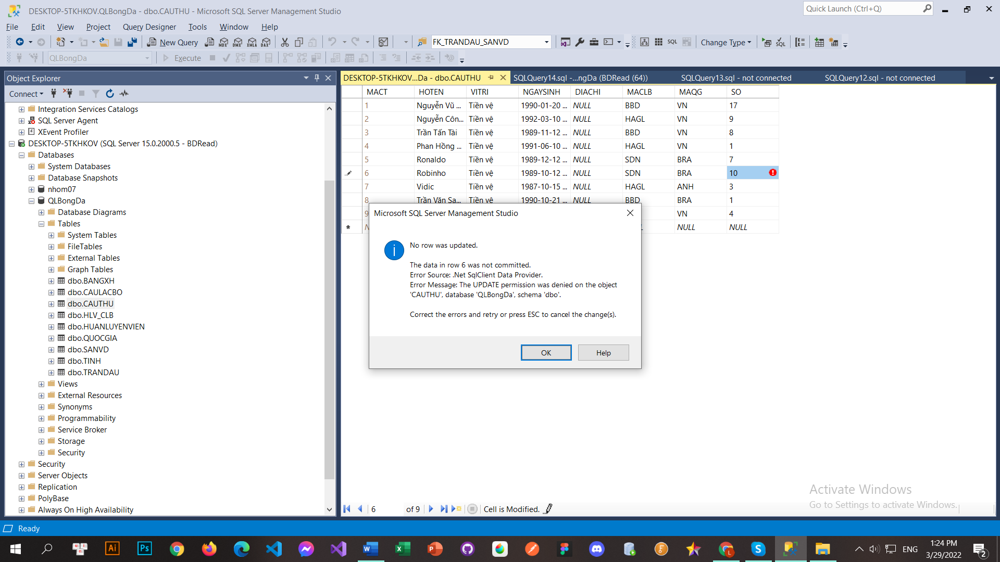 DESKTOP-5TKHKOV.QLBongDa - dbo.CAUTHU - Microsoft SQL Server Management Studio
Quick Launch (Ctrl+Q)
File Edit View Project Query Designer Tools Window Help
New Query MDX DMX XMLA DAX FK_TRANDAU_SANVD SQL Change Type SQL
QLBongDa Execute
Object Explorer
Connect
Integration Services Catalogs
SQL Server Agent
XEvent Profiler
DESKTOP-5TKHKOV (SQL Server 15.0.2000.5 - BDRead)
Databases
System Databases
Database Snapshots
nhom07
QLBongDa
Database Diagrams
Tables
System Tables
FileTables
External Tables
Graph Tables
dbo.BANGXH
dbo.CAULACBO
dbo.CAUTHU
dbo.HLV_CLB
dbo.HUANLUYENVIEN
dbo.QUOCGIA
dbo.SANVD
dbo.TINH
dbo.TRANDAU
Views
External Resources
Synonyms
Programmability
Service Broker
Storage
Security
Security
Server Objects
Replication
PolyBase
Always On High Availability
DESKTOP-5TKHKOV...Da - dbo.CAUTHU SQLQuery14.sql -...ngDa (BDRead (64)) SQLQuery13.sql - not connected SQLQuery12.sql - not connected
MACT HOTEN VITRI NGAYSINH DIACHI MACLB MAQG SO
1 Nguyễn Vũ ... Tiền vệ 1990-01-20 ... NULL BBD VN 17
2 Nguyễn Côn... Tiền vệ 1992-03-10 ... NULL HAGL VN 9
3 Trần Tấn Tài Tiền vệ 1989-11-12 ... NULL BBD VN 8
4 Phan Hồng ... Tiền vệ 1991-06-10 ... NULL HAGL VN 1
5 Ronaldo Tiền vệ 1989-12-12 ... NULL SDN BRA 7
6 Robinho Tiền vệ 1989-10-12 ... NULL SDN BRA 10
7 Vidic Tiền vệ 1987-10-15 ... NULL HAGL ANH 3
8 Trần Văn Sa... Tiền vệ 1990-10-21 ... NULL BBD BRA 1
9 VN 4
NULL NULL
Microsoft SQL Server Management Studio
No row was updated.
The data in row 6 was not committed.
Error Source: .Net SqlClient Data Provider.
Error Message: The UPDATE permission was denied on the object
'CAUTHU', database 'QLBongDa', schema 'dbo'.
Correct the errors and retry or press ESC to cancel the change(s).
OK Help
Activate Windows
Go to Settings to activate Windows.
6 of 9 Cell is Modified.
Ready
Ai Ps
ENG
1:24 PM
3/29/2022
2